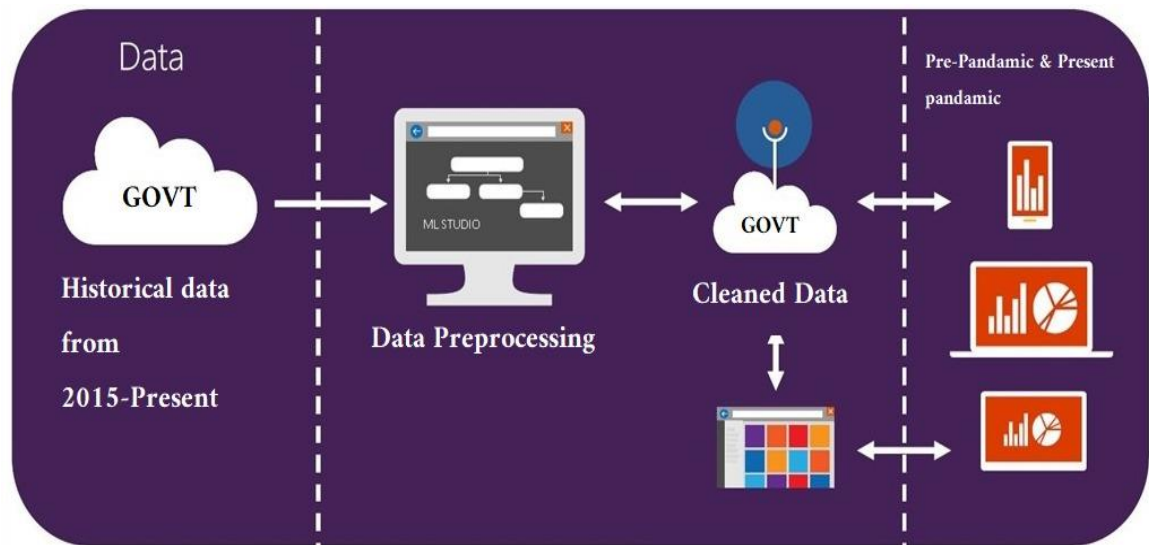 Data
GOVT
Historical data
from
2015-Present
ML STUDIO
Data Preprocessing
GOVT
Cleaned Data
Pre-Pandamic & Present
pandamic